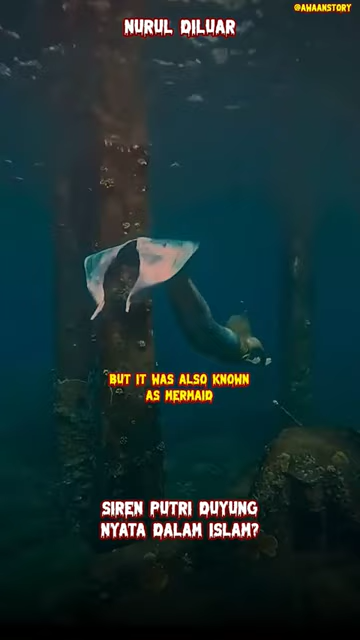 @AWAANSTORY
NURUL DILUAR
BUT IT WAS ALSO KNOWN
AS MERMAID
SIREN PUTRI DUYUNG
NYATA DALAM ISLAM?